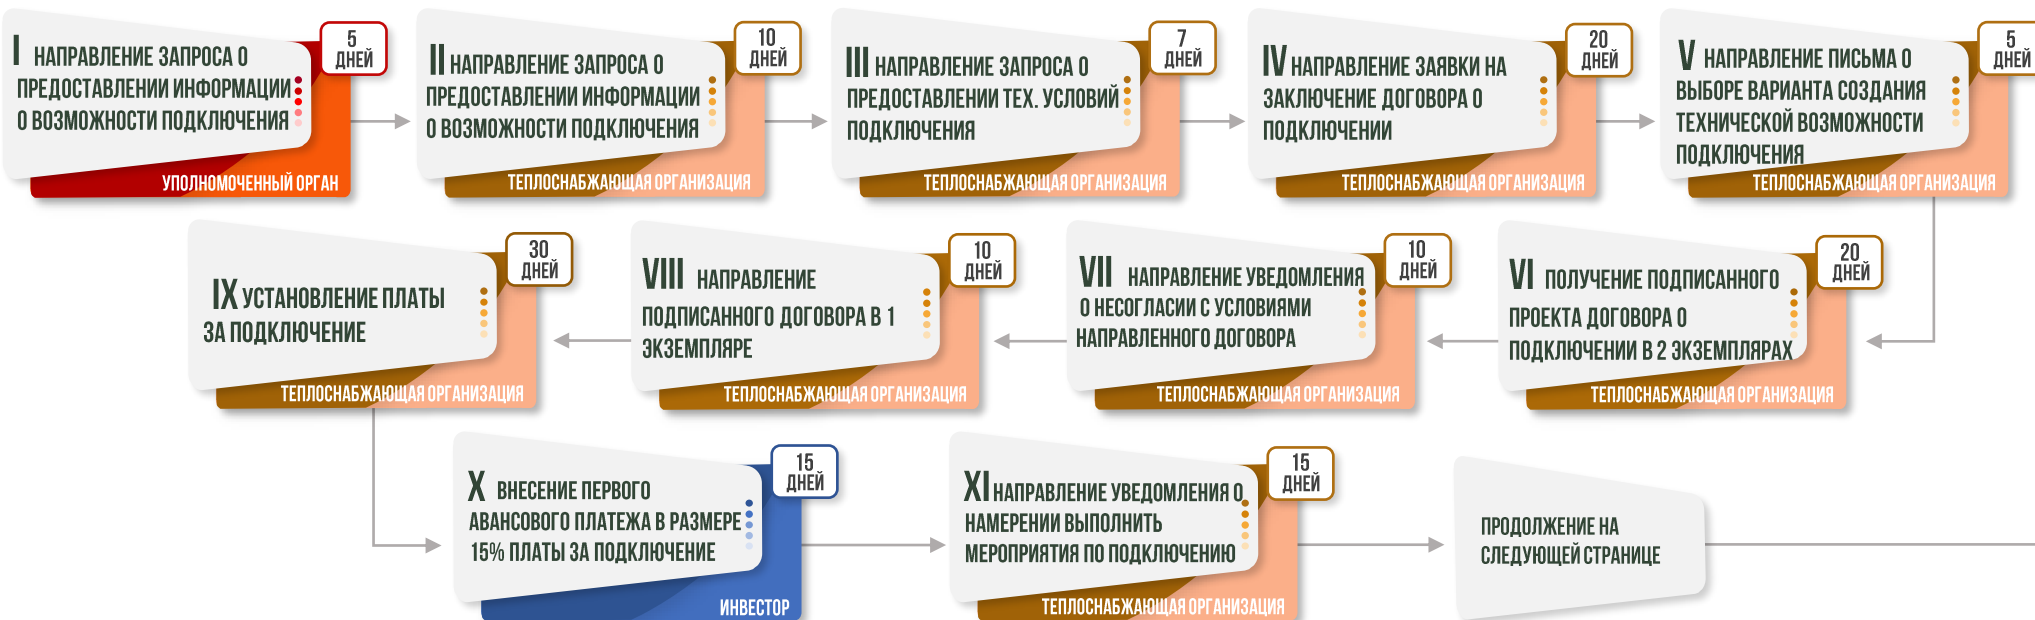 I НАПРАВЛЕНИЕ ЗАПРОСА О
ПРЕДОСТАВЛЕНИИ ИНФОРМАЦИИ
О ВОЗМОЖНОСТИ ПОДКЛЮЧЕНИЯ
5
ДНЕЙ
УПОЛНОМОЧЕННЫЙ ОРГАН
II НАПРАВЛЕНИЕ ЗАПРОСА О
ПРЕДОСТАВЛЕНИИ ИНФОРМАЦИИ
О ВОЗМОЖНОСТИ ПОДКЛЮЧЕНИЯ
10
ДНЕЙ
ТЕПЛОСНАБЖАЮЩАЯ ОРГАНИЗАЦИЯ
III НАПРАВЛЕНИЕ ЗАПРОСА О
ПРЕДОСТАВЛЕНИИ ТЕХ. УСЛОВИЙ
ПОДКЛЮЧЕНИЯ
7
ДНЕЙ
ТЕПЛОСНАБЖАЮЩАЯ ОРГАНИЗАЦИЯ
IV НАПРАВЛЕНИЕ ЗАЯВКИ НА
ЗАКЛЮЧЕНИЕ ДОГОВОРА О
ПОДКЛЮЧЕНИИ
20
ДНЕЙ
ТЕПЛОСНАБЖАЮЩАЯ ОРГАНИЗАЦИЯ
V НАПРАВЛЕНИЕ ПИСЬМА О
ВЫБОРЕ ВАРИАНТА СОЗДАНИЯ
ТЕХНИЧЕСКОЙ ВОЗМОЖНОСТИ
ПОДКЛЮЧЕНИЯ
5
ДНЕЙ
ТЕПЛОСНАБЖАЮЩАЯ ОРГАНИЗАЦИЯ
VI ПОЛУЧЕНИЕ ПОДПИСАННОГО
ПРОЕКТА ДОГОВОРА О
ПОДКЛЮЧЕНИИ В 2 ЭКЗЕМПЛЯРАХ
20
ДНЕЙ
ТЕПЛОСНАБЖАЮЩАЯ ОРГАНИЗАЦИЯ
VII НАПРАВЛЕНИЕ УВЕДОМЛЕНИЯ
О НЕСОГЛАСИИ С УСЛОВИЯМИ
НАПРАВЛЕННОГО ДОГОВОРА
10
ДНЕЙ
ТЕПЛОСНАБЖАЮЩАЯ ОРГАНИЗАЦИЯ
VIII НАПРАВЛЕНИЕ
ПОДПИСАННОГО ДОГОВОРА В 1
ЭКЗЕМПЛЯРЕ
10
ДНЕЙ
ТЕПЛОСНАБЖАЮЩАЯ ОРГАНИЗАЦИЯ
IX УСТАНОВЛЕНИЕ ПЛАТЫ
ЗА ПОДКЛЮЧЕНИЕ
30
ДНЕЙ
ТЕПЛОСНАБЖАЮЩАЯ ОРГАНИЗАЦИЯ
X ВНЕСЕНИЕ ПЕРВОГО
АВАНСОВОГО ПЛАТЕЖА В РАЗМЕРЕ
15% ПЛАТЫ ЗА ПОДКЛЮЧЕНИЕ
15
ДНЕЙ
ИНВЕСТОР
XI НАПРАВЛЕНИЕ УВЕДОМЛЕНИЯ О
НАМЕРЕНИИ ВЫПОЛНИТЬ
МЕРОПРИЯТИЯ ПО ПОДКЛЮЧЕНИЮ
15
ДНЕЙ
ТЕПЛОСНАБЖАЮЩАЯ ОРГАНИЗАЦИЯ
ПРОДОЛЖЕНИЕ НА
СЛЕДУЮЩЕЙ СТРАНИЦЕ